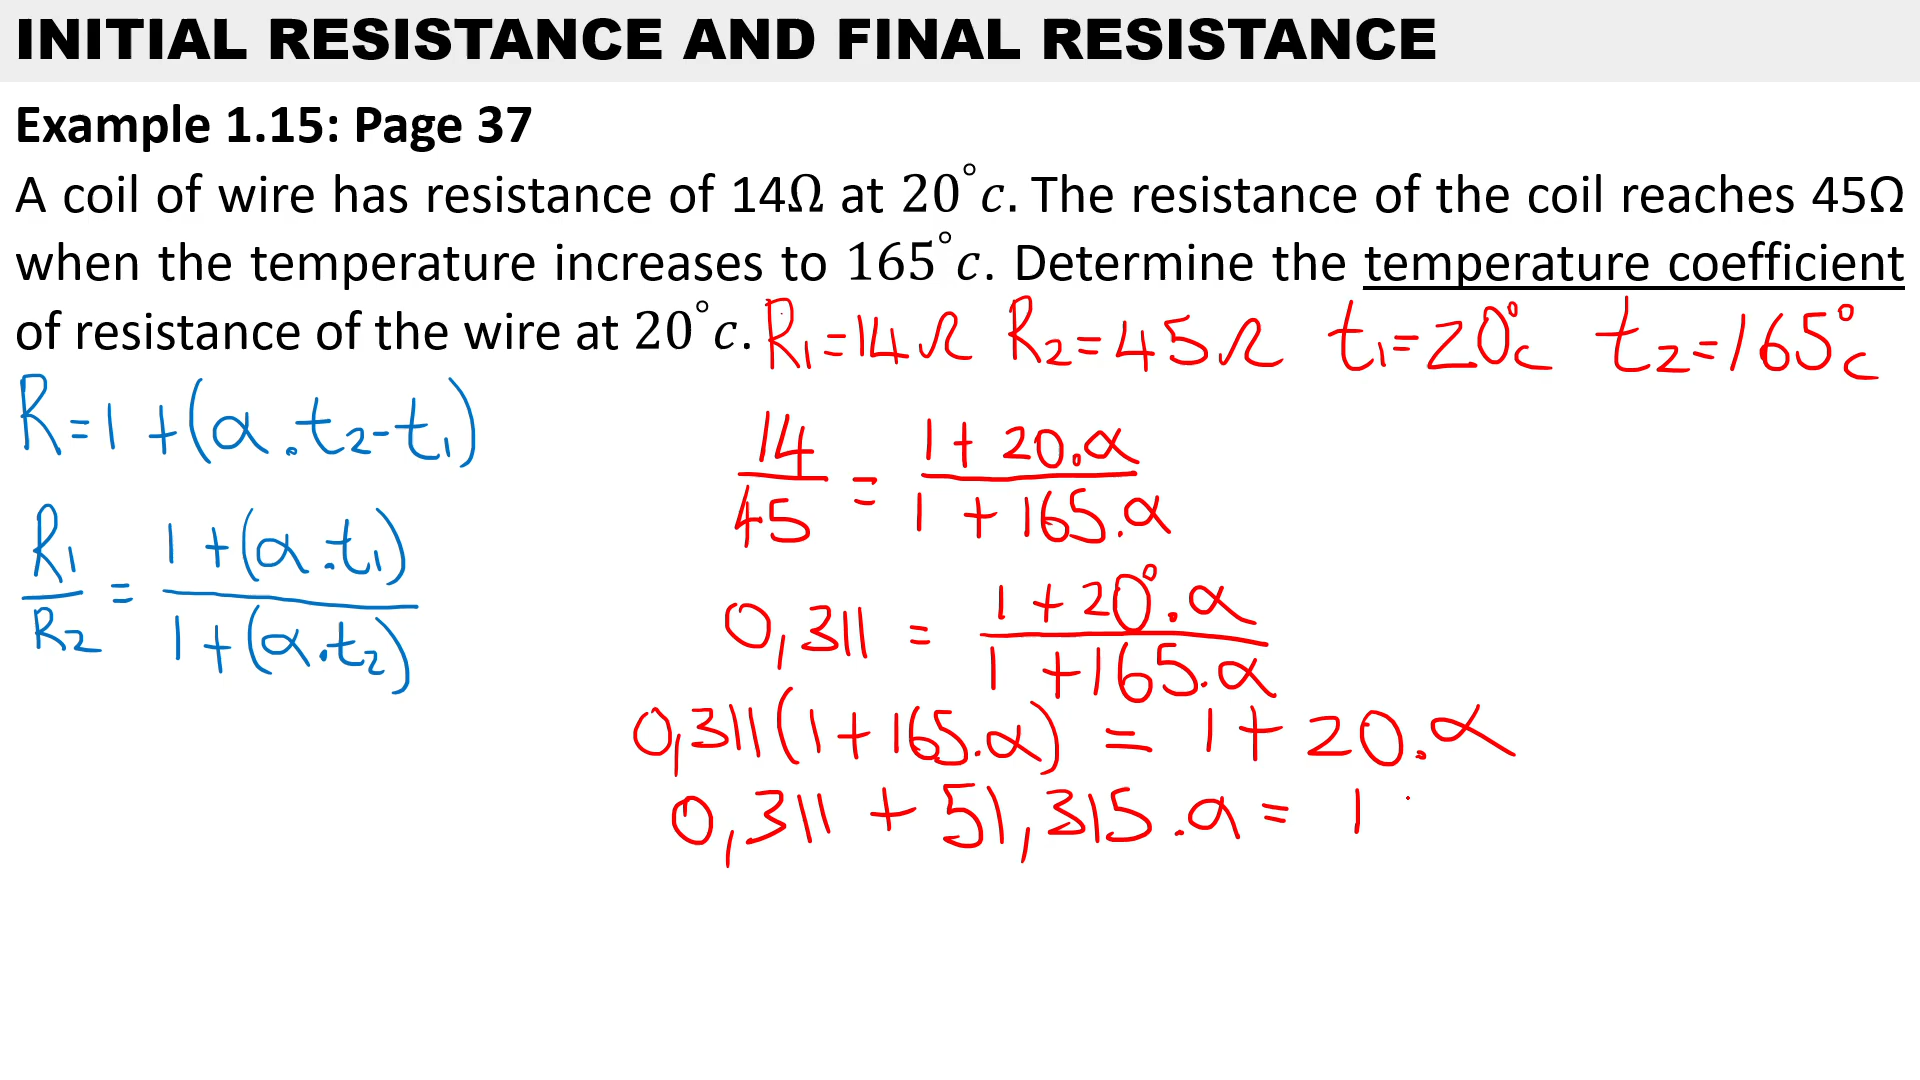 INITIAL RESISTANCE AND FINAL RESISTANCE
Example 1.15: Page 37
A coil of wire has resistance of 14Ω at 20°c. The resistance of the coil reaches 45Ω
when the temperature increases to 165°c. Determine the temperature coefficient
of resistance of the wire at 20°c.
R1=14Ω R2=45Ω t1=20°c t2=165°c
R=1+(α.t2-t1)
R1/R2 = 1+(α.t1)/1+(α.t2)
14/45 = 1+20.α/1+165.α
0,311 = 1+20°.α/1+165.α
0,311(1+165.α) = 1+20.α
0,311 + 51,315.α = 1